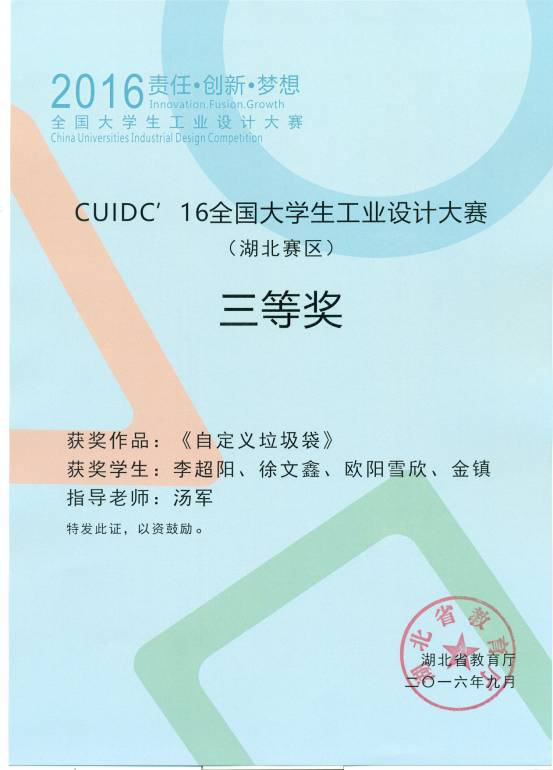 2016责任•创新•梦想
Innovation.Fusion.Growth
全国大学生工业设计大赛
China Universities Industrial Design Competition
CUIDC’16全国大学生工业设计大赛
（湖北赛区）
三等奖
获奖作品：《自定义垃圾袋》
获奖学生：李超阳、徐文鑫、欧阳雪欣、金镇
指导老师：汤军
特发此证，以资鼓励。
湖北省教育厅
湖北省教育厅
二〇一六年九月